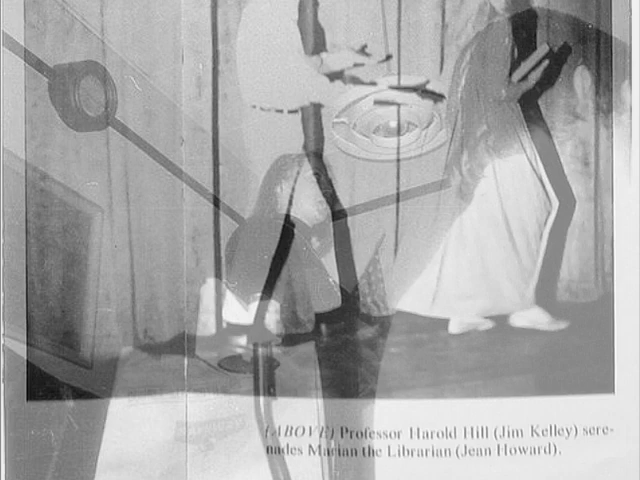 (ABOVE) Professor Harold Hill (Jim Kelley) sere-
nades Marian the Librarian (Jean Howard).